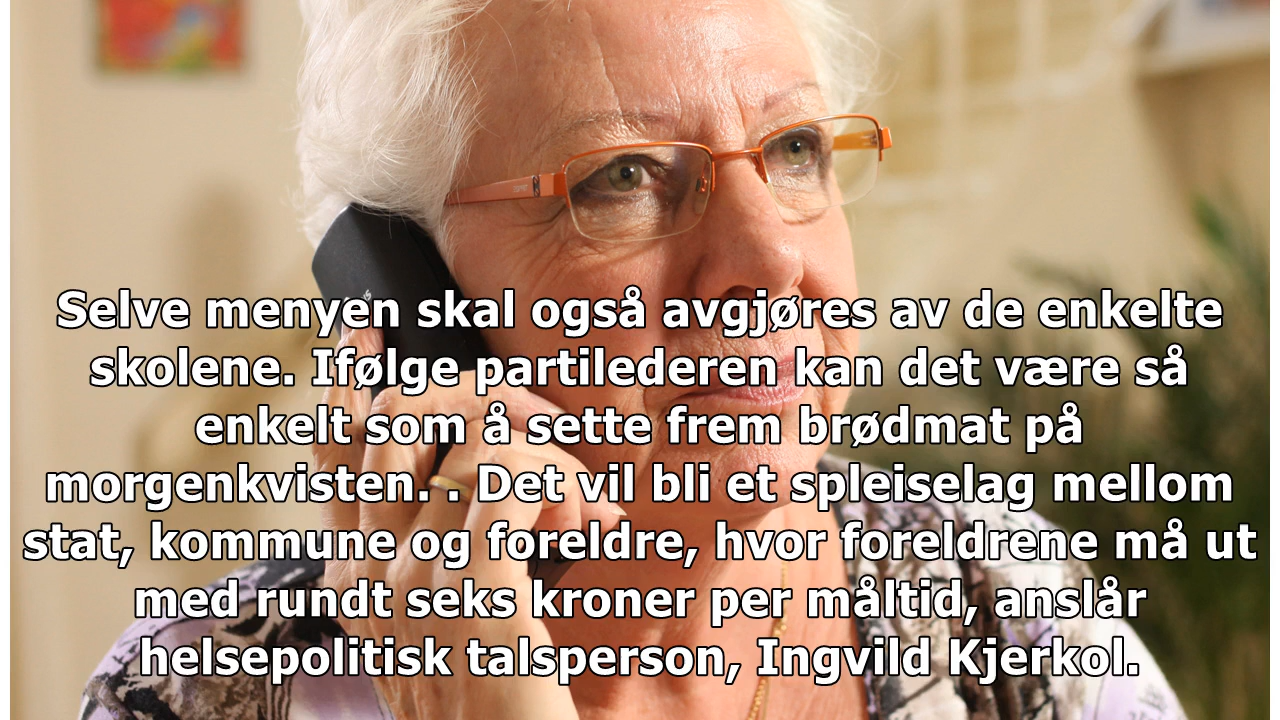 ESPRIT
Selve menyen skal også avgjøres av de enkelte
skolene. Ifølge partilederen kan det være så
enkelt som å sette frem brødmat på
morgenkvisten. . Det vil bli et spleiselag mellom
stat, kommune og foreldre, hvor foreldrene må ut
med rundt seks kroner per måltid, anslår
helsepolitisk talsperson, Ingvild Kjerkol.